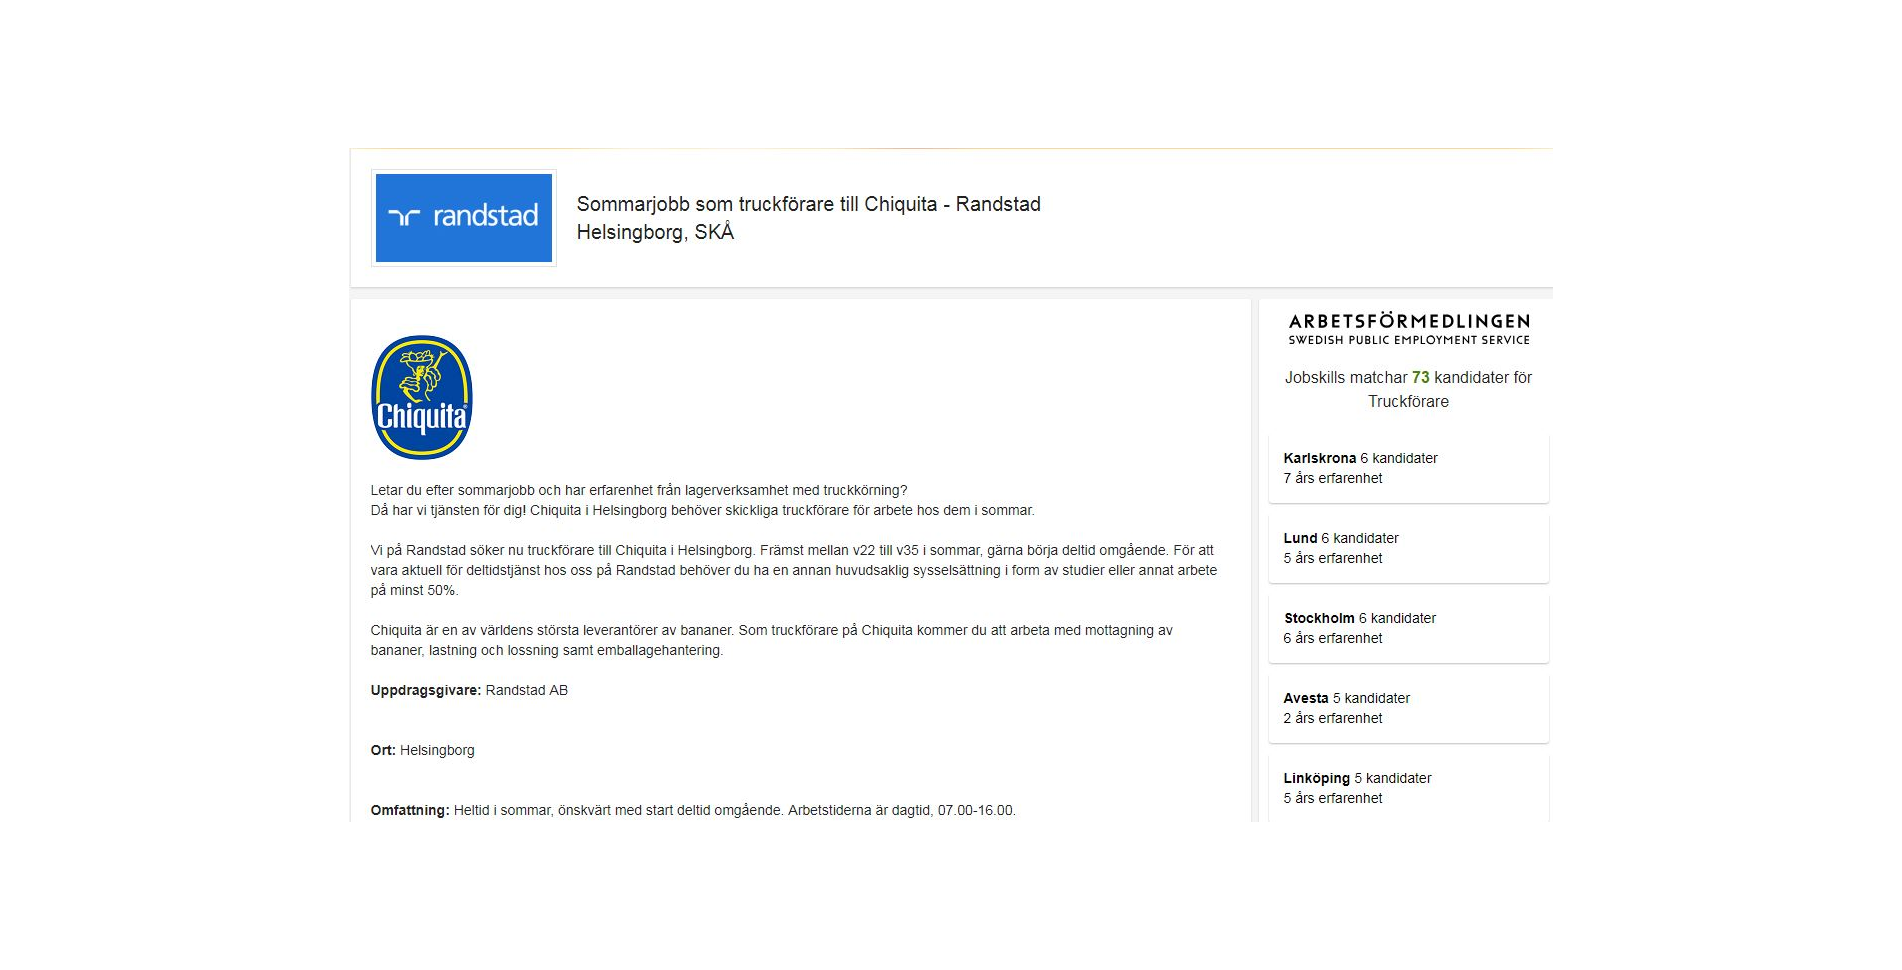 randstad
Sommarjobb som truckförare till Chiquita - Randstad
Helsingborg, SKÅ
Chiquita
Letar du efter sommarjobb och har erfarenhet från lagerverksamhet med truckkörning?
Då har vi tjänsten för dig! Chiquita i Helsingborg behöver skickliga truckförare för arbete hos dem i sommar.
Vi på Randstad söker nu truckförare till Chiquita i Helsingborg. Främst mellan v22 till v35 i sommar, gärna börja deltid omgående. För att
vara aktuell för deltidstjänst hos oss på Randstad behöver du ha en annan huvudsaklig sysselsättning i form av studier eller annat arbete
på minst 50%.
Chiquita är en av världens största leverantörer av bananer. Som truckförare på Chiquita kommer du att arbeta med mottagning av
bananer, lastning och lossning samt emballagehantering.
Uppdragsgivare: Randstad AB
Ort: Helsingborg
Omfattning: Heltid i sommar, önskvärt med start deltid omgående. Arbetstiderna är dagtid, 07.00-16.00.
ARBETSFÖRMEDLINGEN
SWEDISH PUBLIC EMPLOYMENT SERVICE
Jobskills matchar 73 kandidater för
Truckförare
Karlskrona 6 kandidater
7 års erfarenhet
Lund 6 kandidater
5 års erfarenhet
Stockholm 6 kandidater
6 års erfarenhet
Avesta 5 kandidater
2 års erfarenhet
Linköping 5 kandidater
5 års erfarenhet